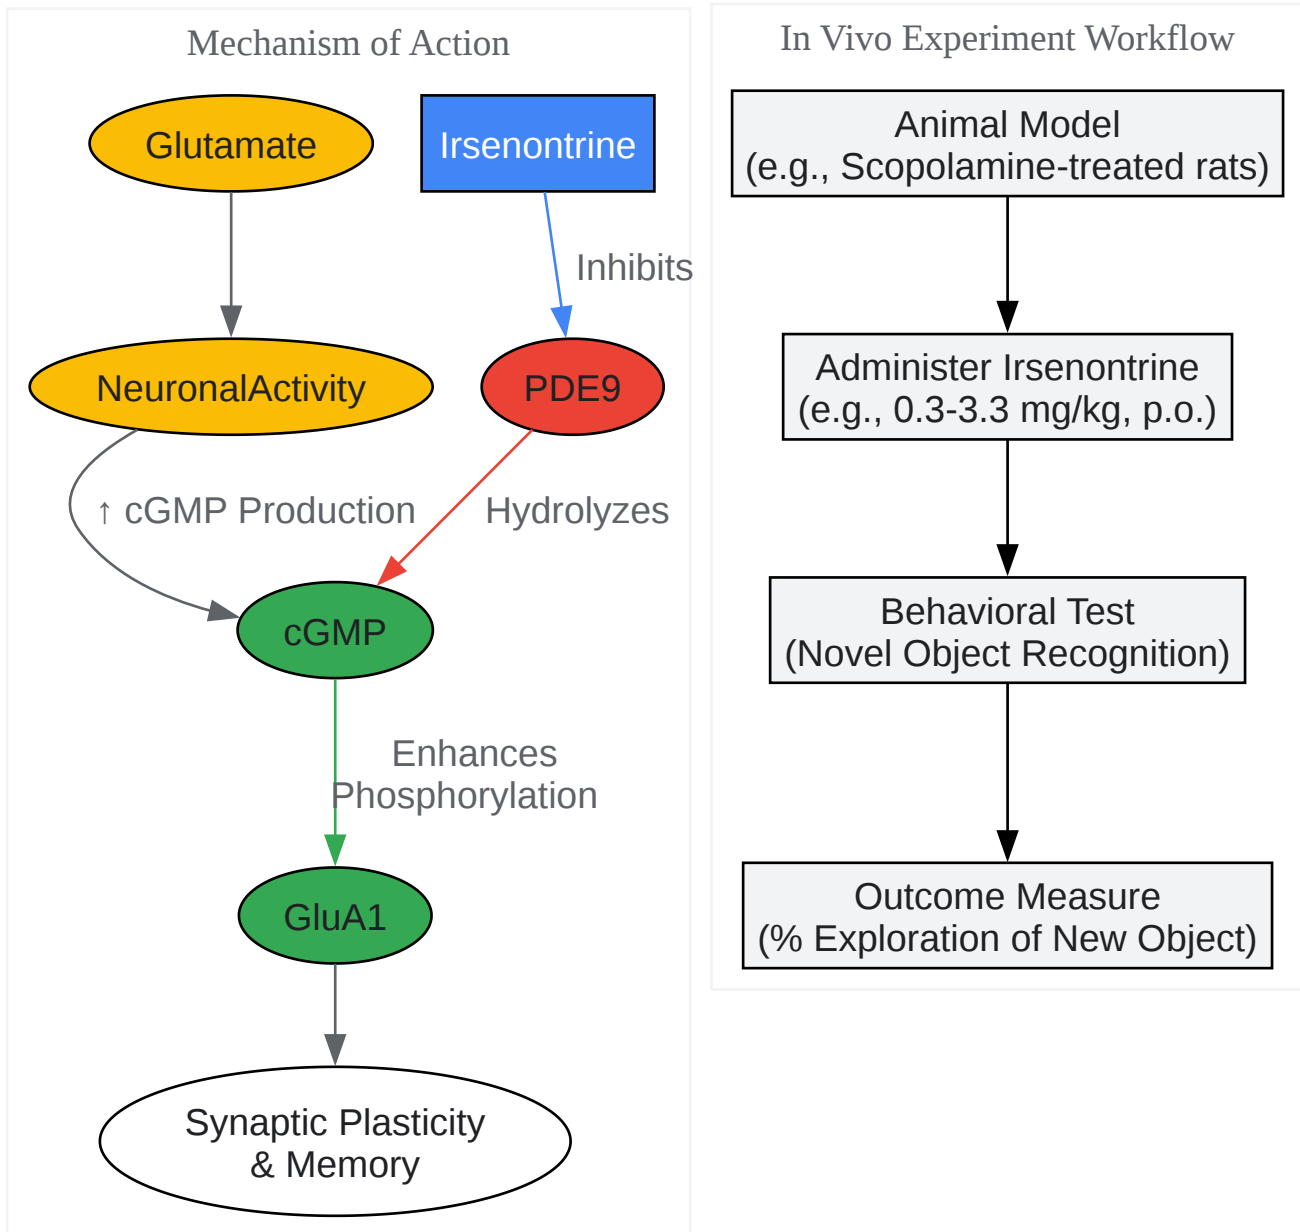 Mechanism of Action
Glutamate
Irsenontrine
Inhibits
NeuronalActivity
PDE9
↑ cGMP Production
Hydrolyzes
cGMP
Enhances
Phosphorylation
GluA1
Synaptic Plasticity
& Memory
In Vivo Experiment Workflow
Animal Model
(e.g., Scopolamine-treated rats)
Administer Irsenontrine
(e.g., 0.3-3.3 mg/kg, p.o.)
Behavioral Test
(Novel Object Recognition)
Outcome Measure
(% Exploration of New Object)